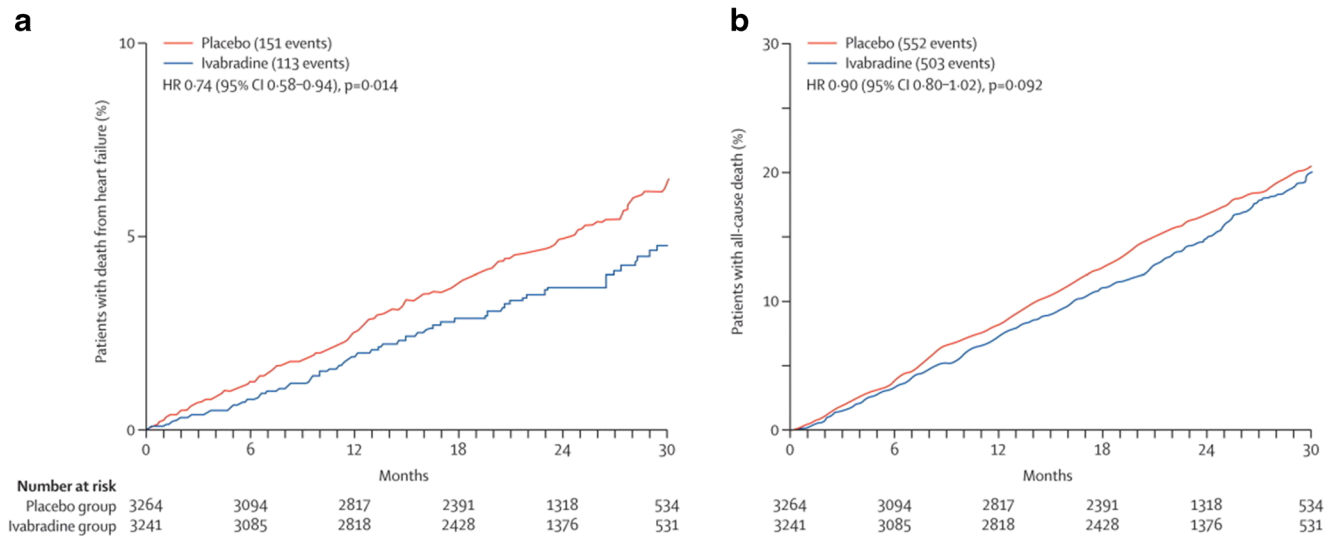 a
10
Placebo (151 events)
Ivabradine (113 events)
HR 0·74 (95% CI 0·58–0·94), p=0·014
Patients with death from heart failure (%)
5
0
0 6 12 18 24 30
Months
b
30
Placebo (552 events)
Ivabradine (503 events)
HR 0·90 (95% CI 0·80–1·02), p=0·092
Patients with all-cause death (%)
20
10
0
0 6 12 18 24 30
Months
Number at risk
Placebo group 3264 3094 2817 2391 1318 534 3264 3094 2817 2391 1318 534
Ivabradine group 3241 3085 2818 2428 1376 531 3241 3085 2818 2428 1376 531